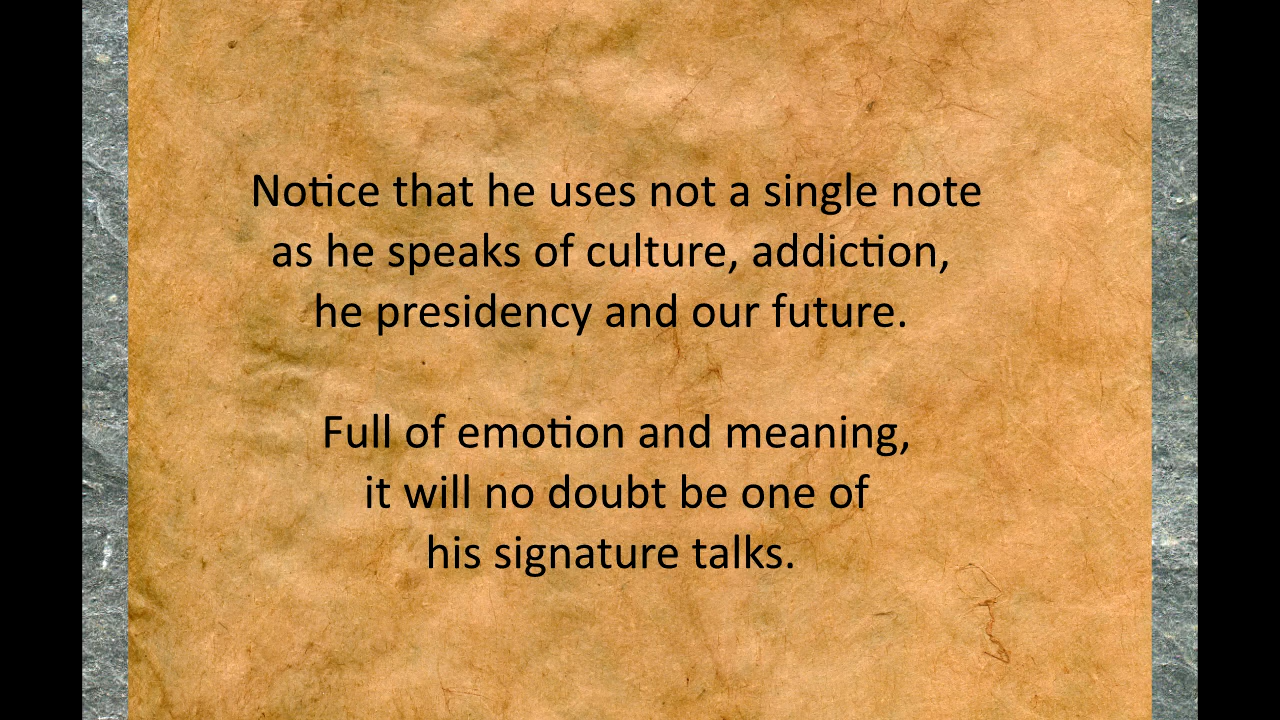 Notice that he uses not a single note
as he speaks of culture, addiction,
he presidency and our future.
Full of emotion and meaning,
it will no doubt be one of
his signature talks.